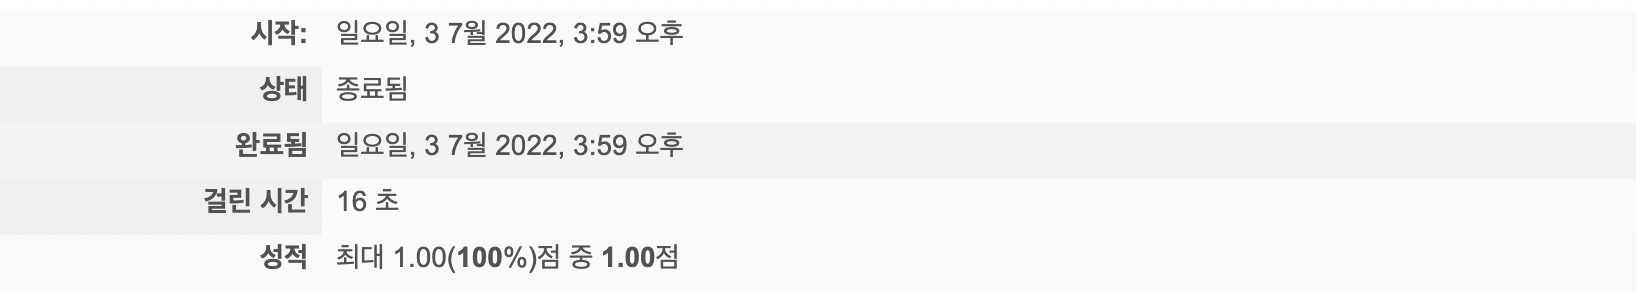 시작: 일요일, 3 7월 2022, 3:59 오후
상태 종료됨
완료됨 일요일, 3 7월 2022, 3:59 오후
걸린 시간 16 초
성적 최대 1.00(100%)점 중 1.00점